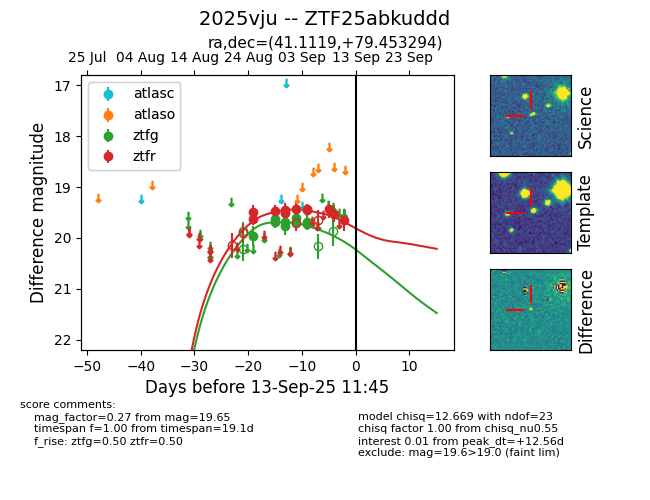 2025vju -- ZTF25abkuddd
ra,dec=(41.1119,+79.453294)
25 Jul 04 Aug 14 Aug 24 Aug 03 Sep 13 Sep 23 Sep
17
18
19
20
21
22
Difference magnitude
atlasc
atlaso
ztfg
ztfr
−50 −40 −30 −20 −10 0 10
Days before 13-Sep-25 11:45
Science
Template
Difference
score comments:
mag_factor=0.27 from mag=19.65
timespan f=1.00 from timespan=19.1d
f_rise: ztfg=0.50 ztfr=0.50
model chisq=12.669 with ndof=23
chisq factor 1.00 from chisq_nu0.55
interest 0.01 from peak_dt=+12.56d
exclude: mag=19.6>19.0 (faint lim)